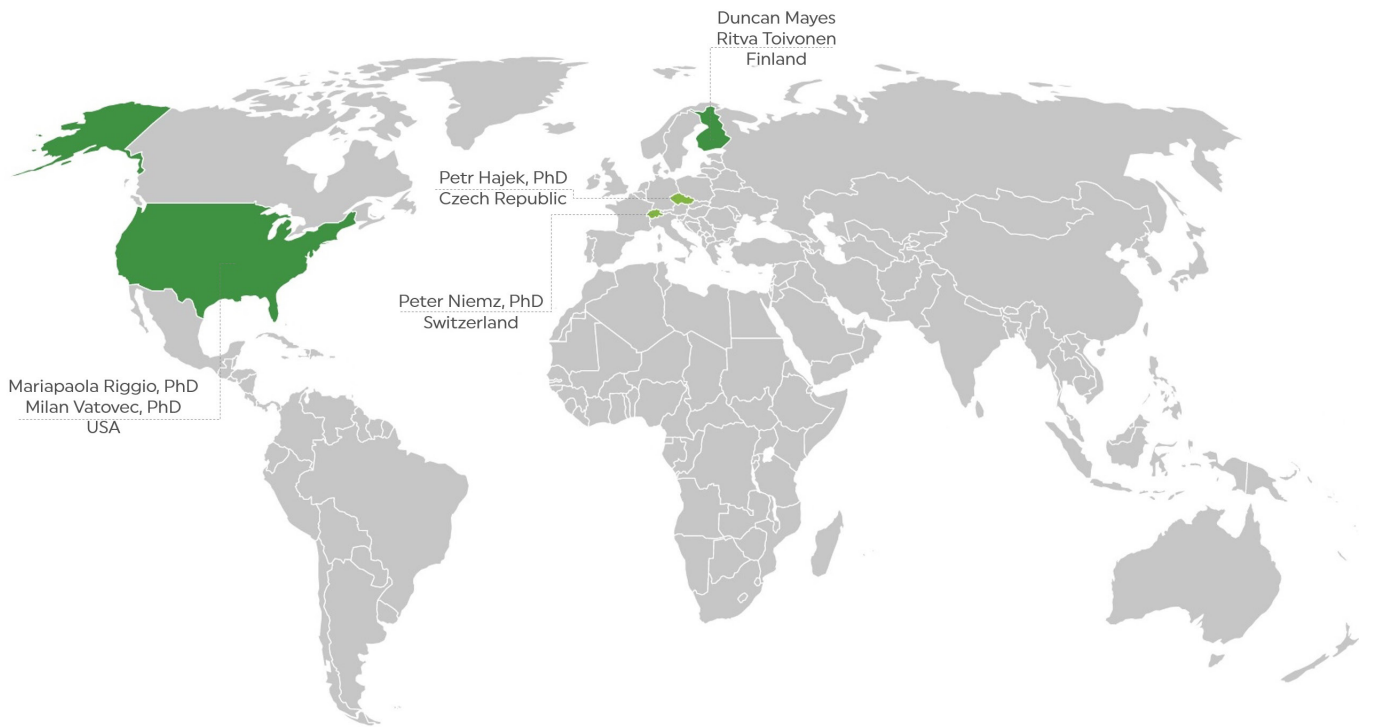 Duncan Mayes
Ritva Toivonen
Finland
Petr Hajek, PhD
Czech Republic
Peter Niemz, PhD
Switzerland
Mariapaola Riggio, PhD
Milan Vatovec, PhD
USA